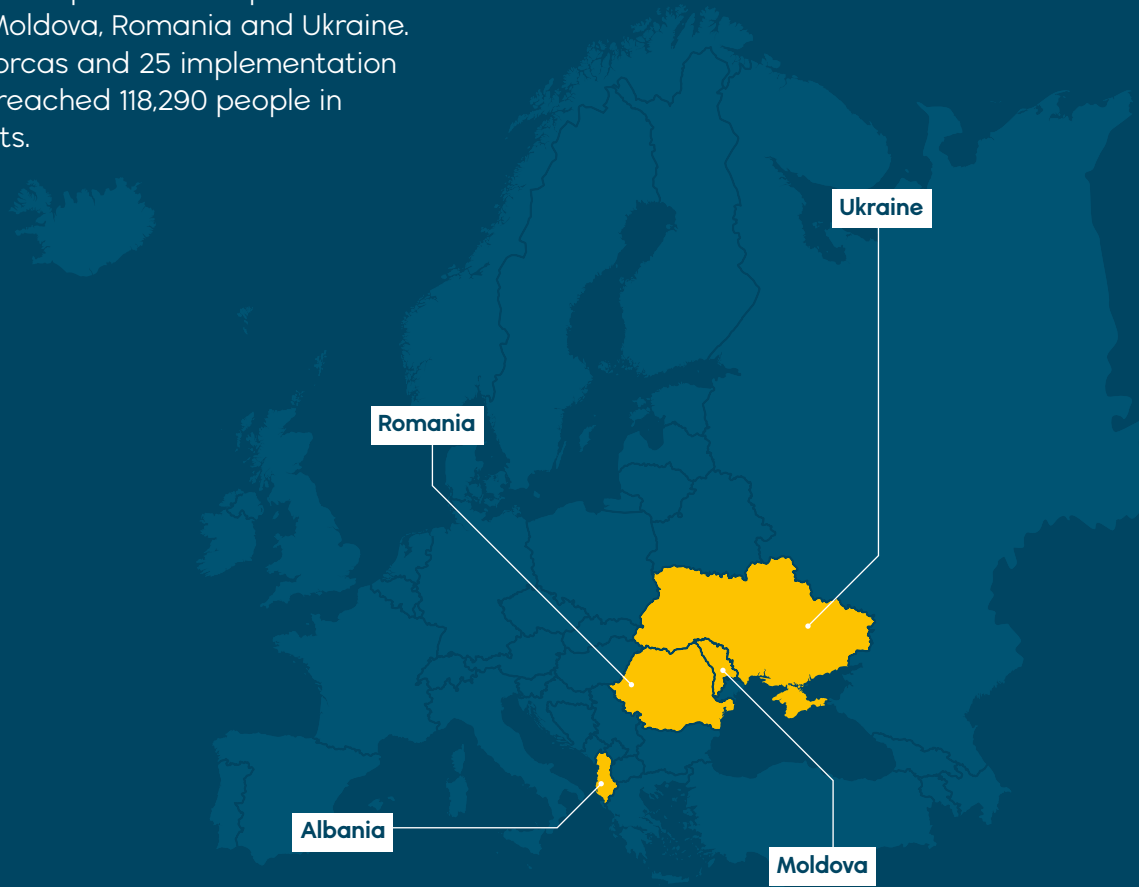 Moldova, Romania and Ukraine.
orcas and 25 implementation
reached 118,290 people in
ts.
Ukraine
Romania
Albania
Moldova